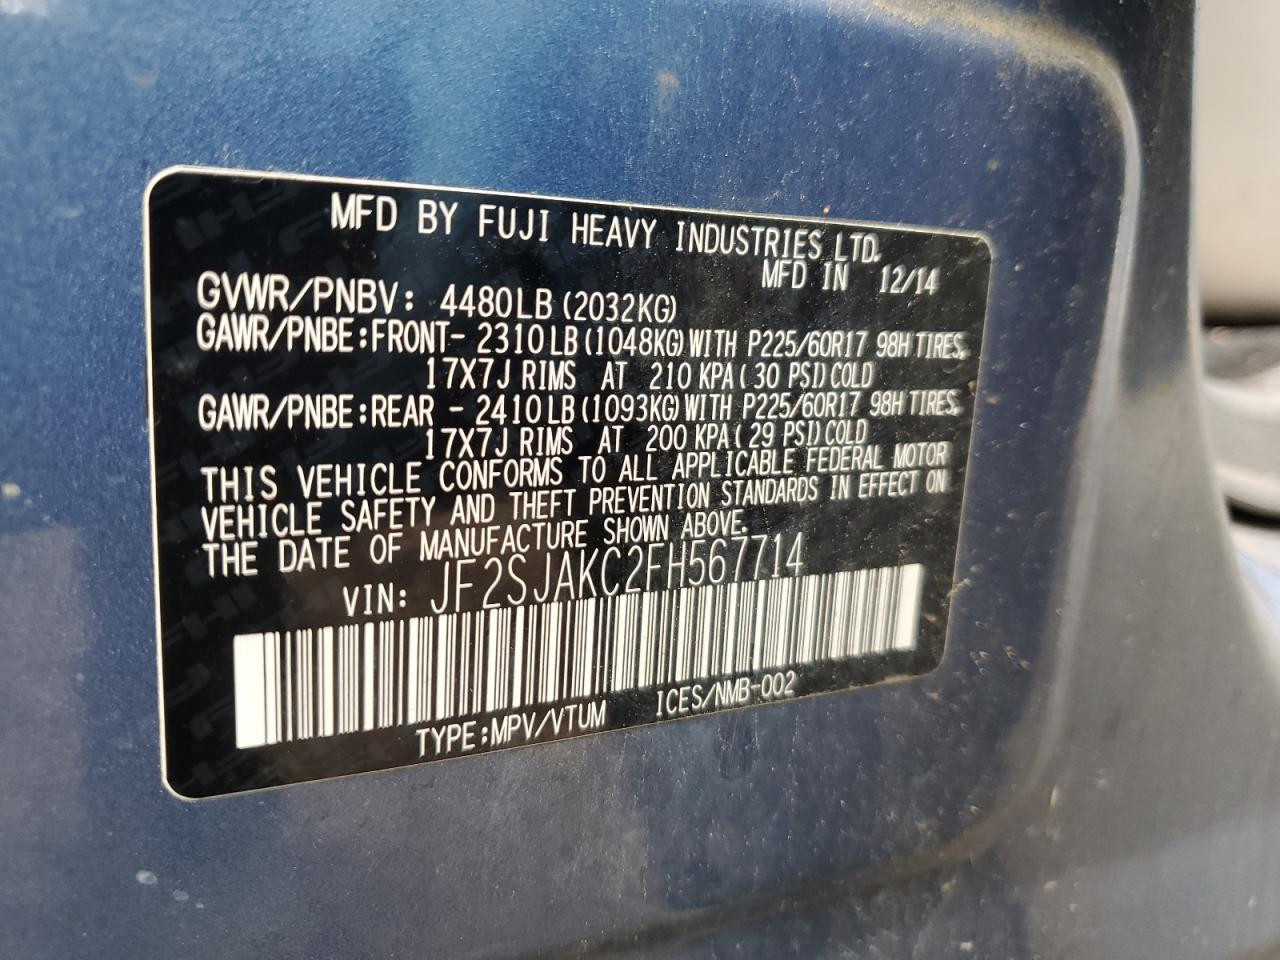 MFD BY FUJI HEAVY INDUSTRIES LTD.
MFD IN 12/14
GVWR/PNBV: 4480LB (2032KG)
GAWR/PNBE:FRONT- 2310LB (1048KG) WITH P225/60R17 98H TIRES,
17X7J RIMS AT 210 KPA ( 30 PSI) COLD
GAWR/PNBE:REAR - 2410LB (1093KG) WITH P225/60R17 98H TIRES,
17X7J RIMS AT 200 KPA ( 29 PSI) COLD
THIS VEHICLE CONFORMS TO ALL APPLICABLE FEDERAL MOTOR
VEHICLE SAFETY AND THEFT PREVENTION STANDARDS IN EFFECT ON
THE DATE OF MANUFACTURE SHOWN ABOVE.
VIN: JF2SJAKC2FH567714
TYPE:MPV/VTUM ICES/NMB-002